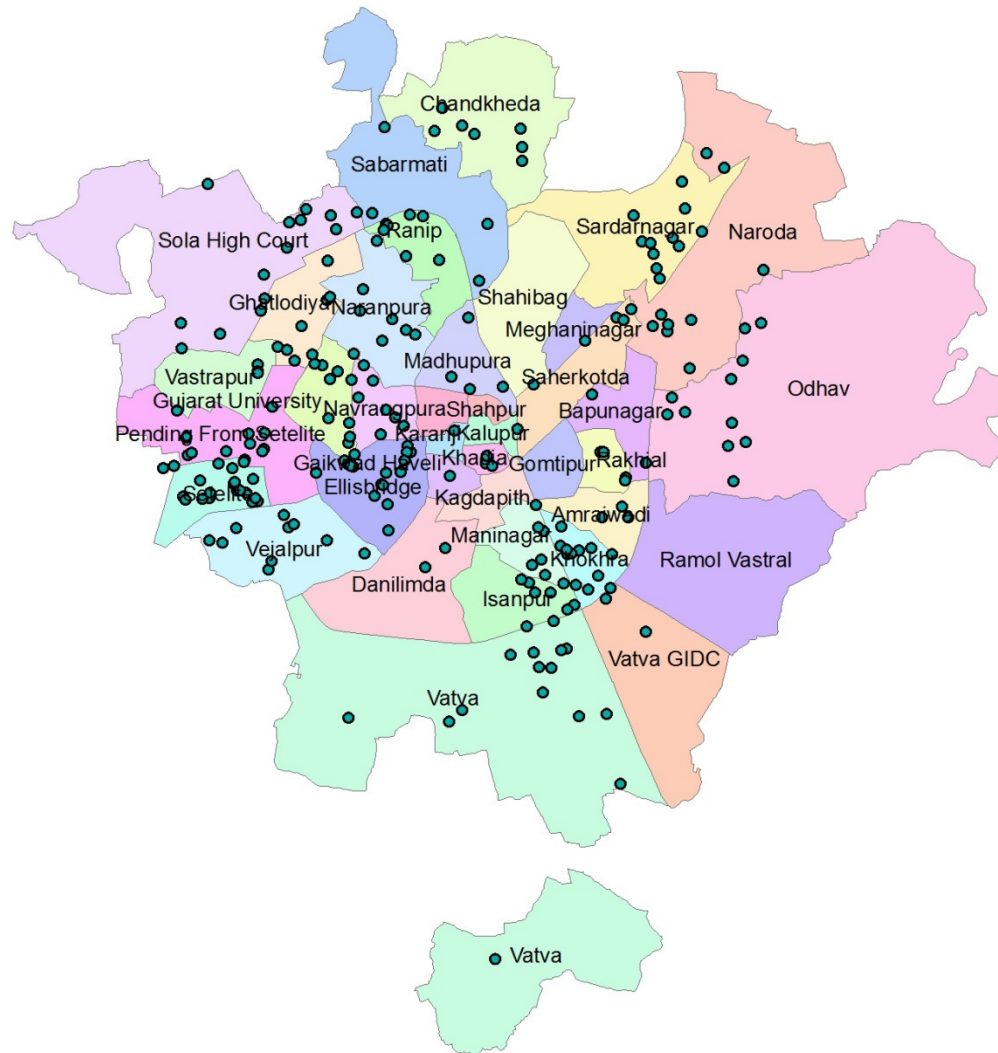 Chandkheda
Sabarmati
Sola High Court
Ranip
Sardarnagar
Naroda
Ghatlodiya
Naranpura
Shahibag
Meghaninagar
Madhupura
Saherkotda
Vastrapur
Odhav
Gujarat University
Navrangpura
Shahpur
Bapunagar
Pending From Setelite
Karanj
Kalupur
Gaikwad Haveli
Khadia
Gomtipur
Rakhial
Ellisbridge
Setelite
Kagdapith
Amraiwadi
Maninagar
Vejalpur
Khokhra
Ramol Vastral
Danilimda
Isanpur
Vatva GIDC
Vatva
Vatva